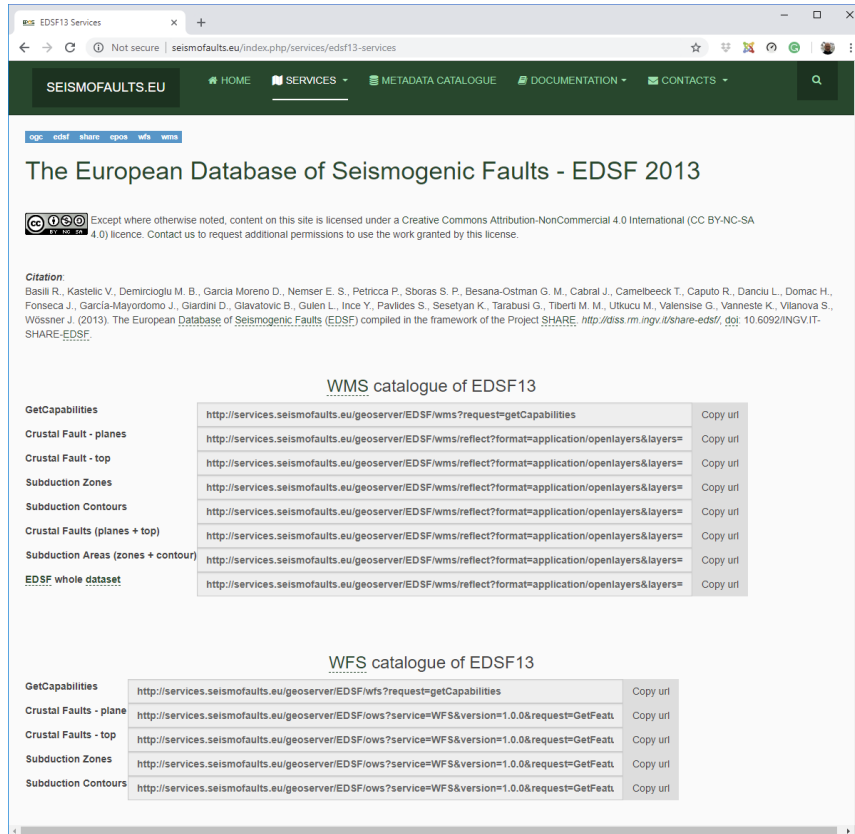 EDSF13 Services
Not secure | seismofaults.eu/index.php/services/edsf13-services
SEISMOFAULTS.EU
HOME
SERVICES
METADATA CATALOGUE
DOCUMENTATION
CONTACTS
ogc edsf share epos wfs wms
The European Database of Seismogenic Faults - EDSF 2013
cc BY NC SA
Except where otherwise noted, content on this site is licensed under a Creative Commons Attribution-NonCommercial 4.0 International (CC BY-NC-SA
4.0) licence. Contact us to request additional permissions to use the work granted by this license.
Citation:
Basili R., Kastelic V., Demircioglu M. B., Garcia Moreno D., Nemser E. S., Petricca P., Sboras S. P., Besana-Ostman G. M., Cabral J., Camelbeeck T., Caputo R., Danciu L., Domac H.,
Fonseca J., García-Mayordomo J., Giardini D., Glavatovic B., Gulen L., Ince Y., Pavlides S., Sesetyan K., Tarabusi G., Tiberti M. M., Utkucu M., Valensise G., Vanneste K., Vilanova S.,
Wössner J. (2013). The European Database of Seismogenic Faults (EDSF) compiled in the framework of the Project SHARE. http://diss.rm.ingv.it/share-edsf/, doi: 10.6092/INGV.IT-
SHARE-EDSF.
WMS catalogue of EDSF13
GetCapabilities http://services.seismofaults.eu/geoserver/EDSF/wms?request=getCapabilities Copy url
Crustal Fault - planes http://services.seismofaults.eu/geoserver/EDSF/wms/reflect?format=application/openlayers&layers= Copy url
Crustal Fault - top http://services.seismofaults.eu/geoserver/EDSF/wms/reflect?format=application/openlayers&layers= Copy url
Subduction Zones http://services.seismofaults.eu/geoserver/EDSF/wms/reflect?format=application/openlayers&layers= Copy url
Subduction Contours http://services.seismofaults.eu/geoserver/EDSF/wms/reflect?format=application/openlayers&layers= Copy url
Crustal Faults (planes + top) http://services.seismofaults.eu/geoserver/EDSF/wms/reflect?format=application/openlayers&layers= Copy url
Subduction Areas (zones + contour) http://services.seismofaults.eu/geoserver/EDSF/wms/reflect?format=application/openlayers&layers= Copy url
EDSF whole dataset http://services.seismofaults.eu/geoserver/EDSF/wms/reflect?format=application/openlayers&layers= Copy url
WFS catalogue of EDSF13
GetCapabilities http://services.seismofaults.eu/geoserver/EDSF/wfs?request=getCapabilities Copy url
Crustal Faults - plane http://services.seismofaults.eu/geoserver/EDSF/ows?service=WFS&version=1.0.0&request=GetFeatu Copy url
Crustal Faults - top http://services.seismofaults.eu/geoserver/EDSF/ows?service=WFS&version=1.0.0&request=GetFeatu Copy url
Subduction Zones http://services.seismofaults.eu/geoserver/EDSF/ows?service=WFS&version=1.0.0&request=GetFeatu Copy url
Subduction Contours http://services.seismofaults.eu/geoserver/EDSF/ows?service=WFS&version=1.0.0&request=GetFeatu Copy url